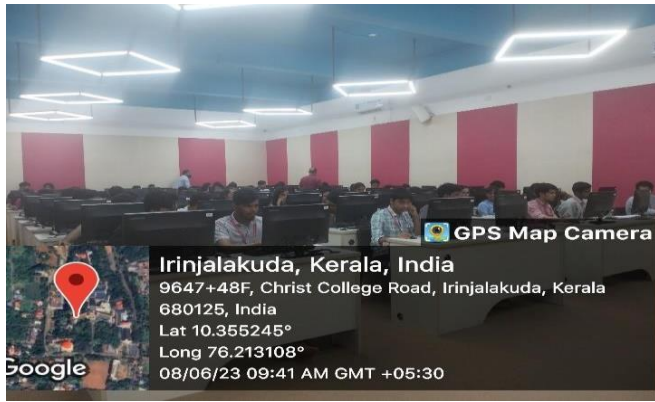 GPS Map Camera
Irinjalakuda, Kerala, India
9647+48F, Christ College Road, Irinjalakuda, Kerala
680125, India
Lat 10.355245°
Long 76.213108°
08/06/23 09:41 AM GMT +05:30
Google